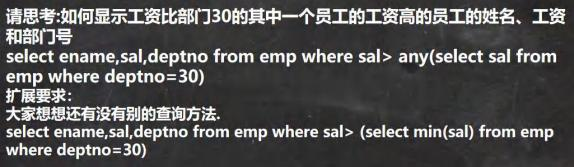 请思考:如何显示工资比部门30的其中一个员工的工资高的员工的姓名、工资
和部门号
select ename,sal,deptno from emp where sal> any(select sal from
emp where deptno=30)
扩展要求：
大家想想还有没有别的查询方法.
select ename,sal,deptno from emp where sal> (select min(sal) from emp
where deptno=30)